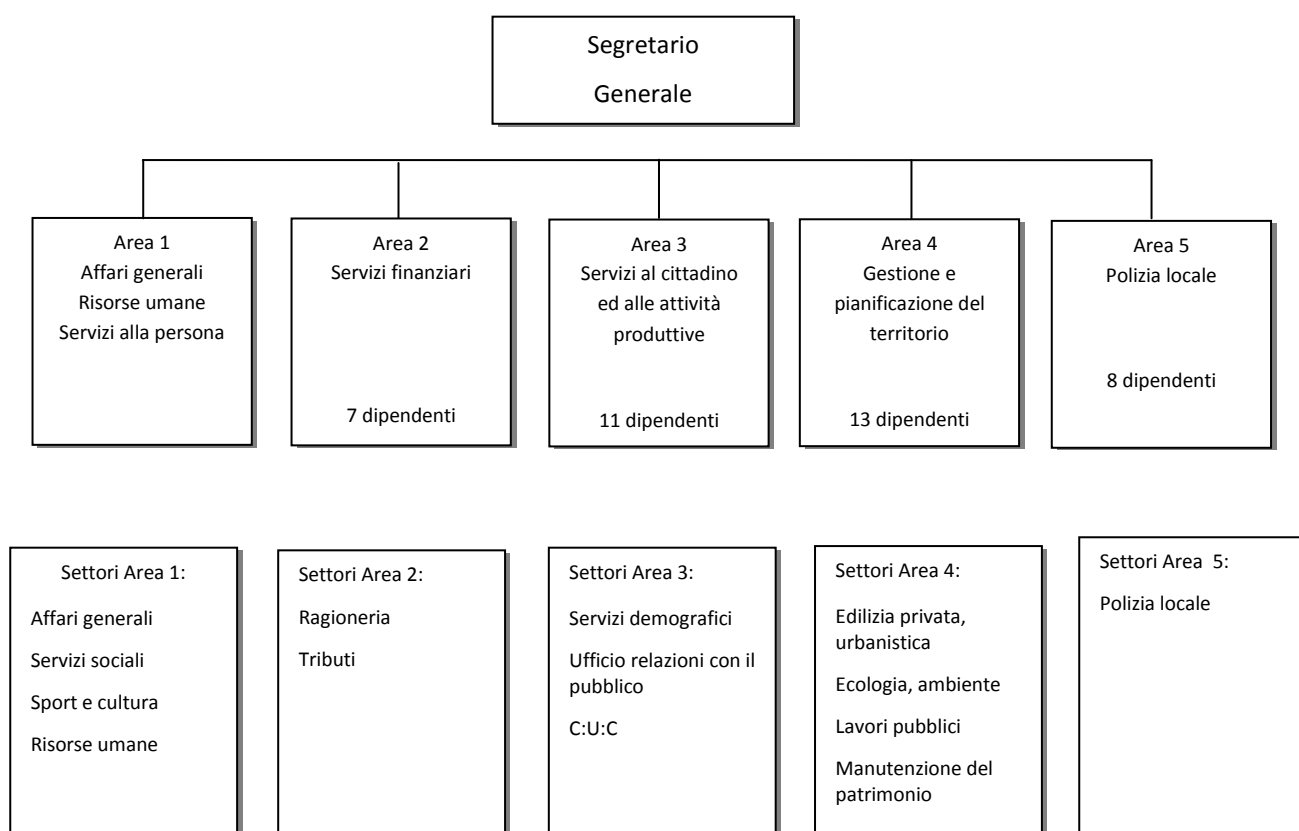 Segretario
Generale
Area 1
Affari generali
Risorse umane
Servizi alla persona
Area 2
Servizi finanziari
7 dipendenti
Area 3
Servizi al cittadino
ed alle attività
produttive
11 dipendenti
Area 4
Gestione e
pianificazione del
territorio
13 dipendenti
Area 5
Polizia locale
8 dipendenti
Settori Area 1:
Affari generali
Servizi sociali
Sport e cultura
Risorse umane
Settori Area 2:
Ragioneria
Tributi
Settori Area 3:
Servizi demografici
Ufficio relazioni con il
pubblico
C:U:C
Settori Area 4:
Edilizia privata,
urbanistica
Ecologia, ambiente
Lavori pubblici
Manutenzione del
patrimonio
Settori Area 5:
Polizia locale